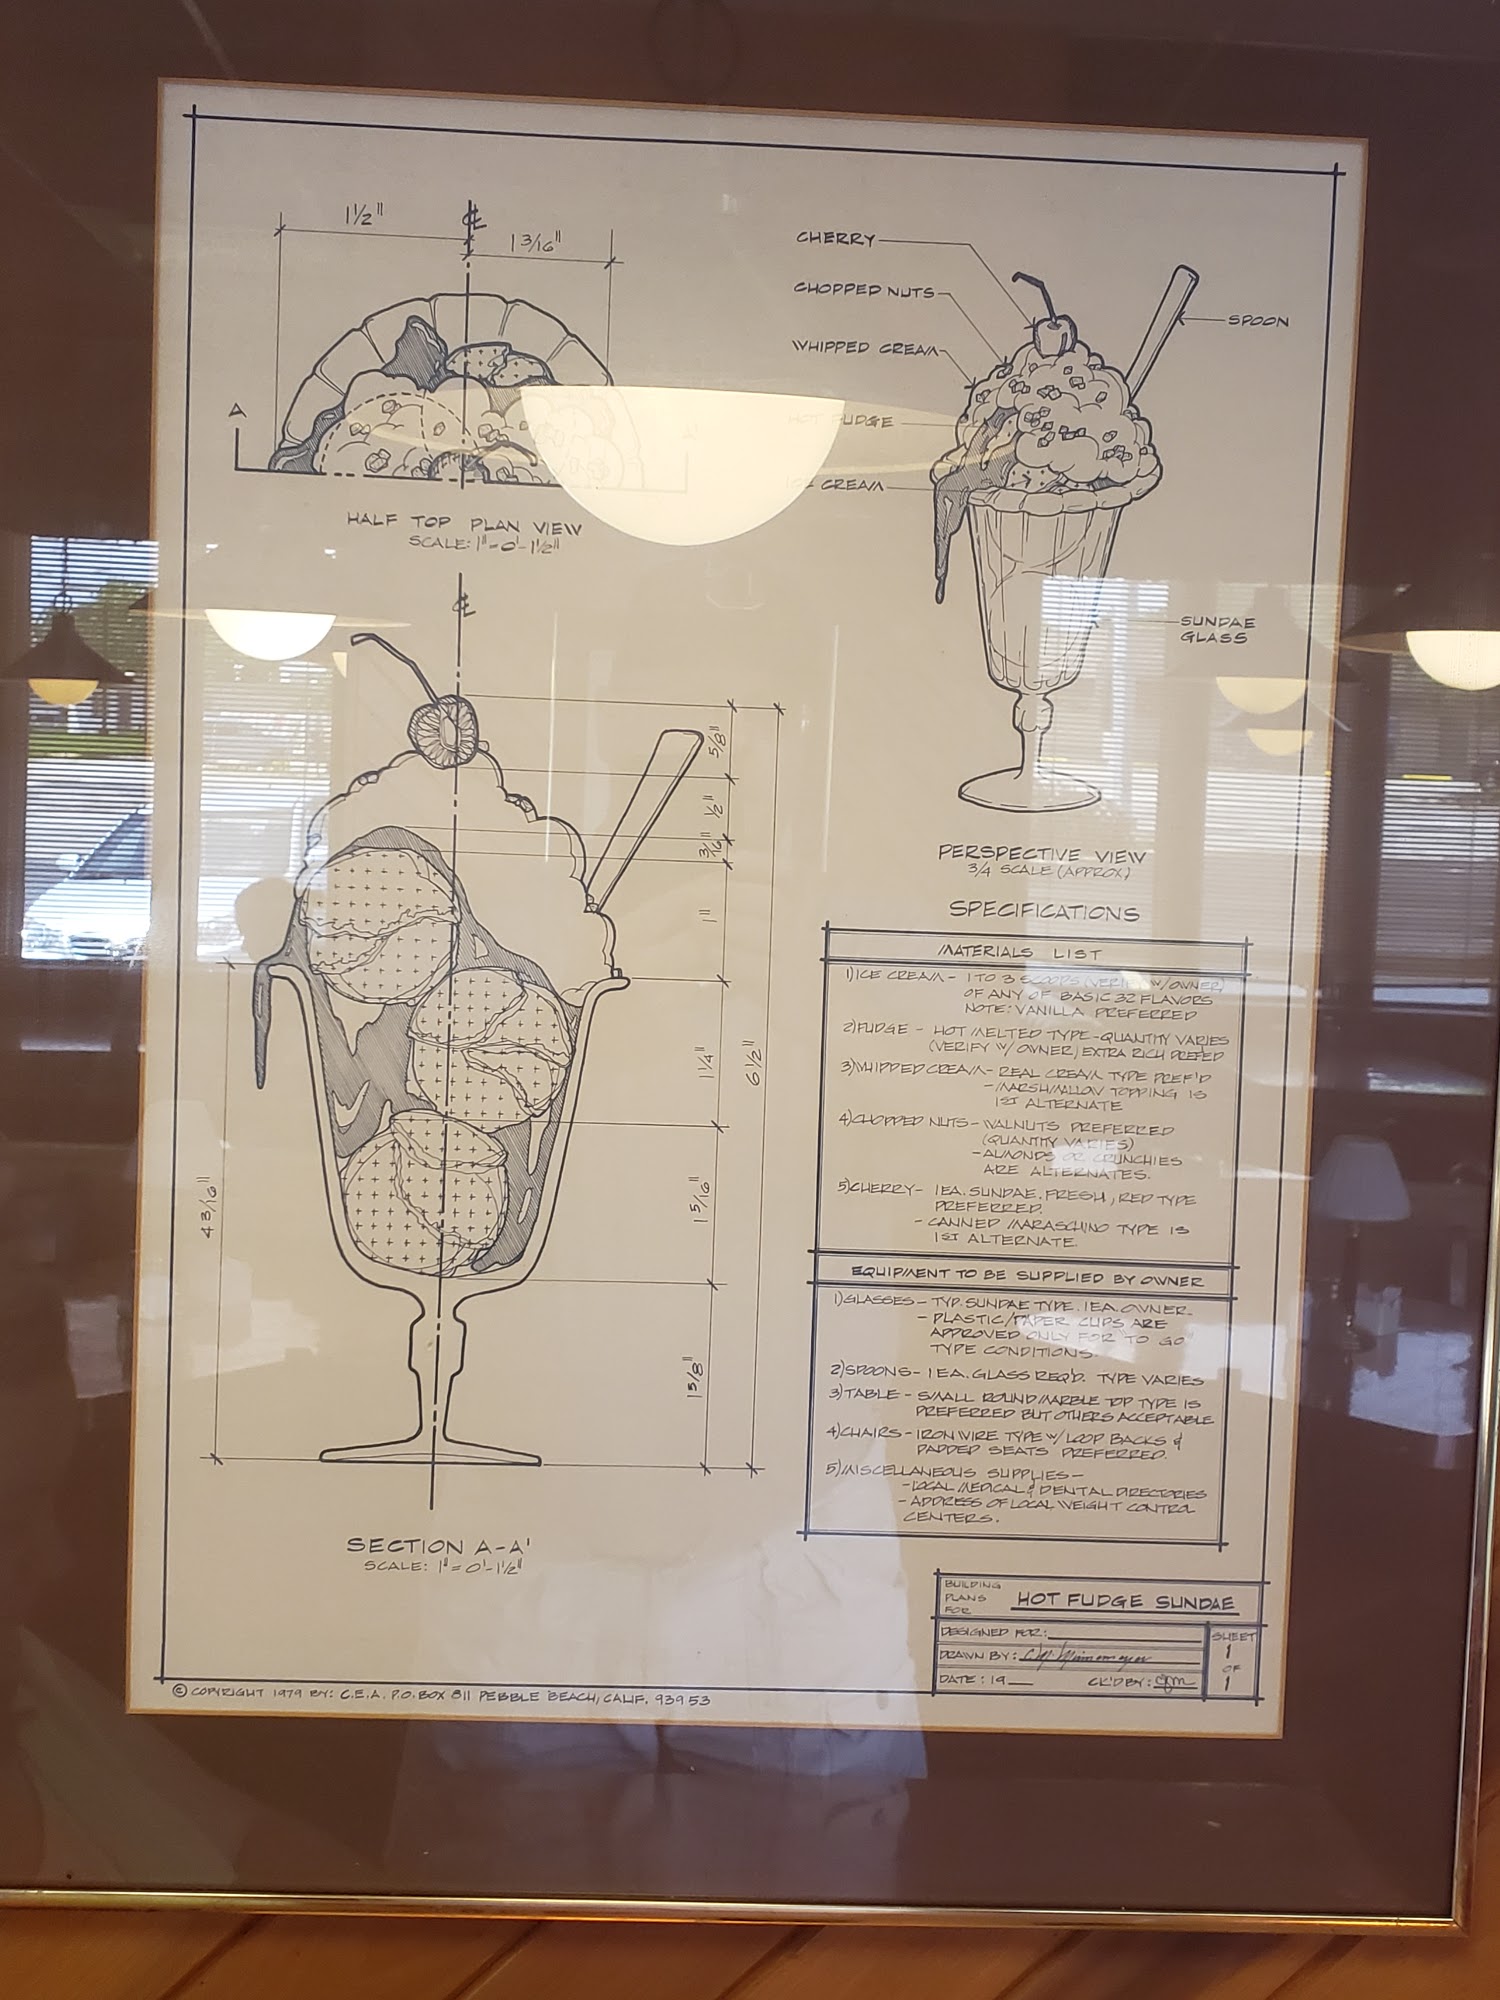 1½"
℄
1 3/16"
A
A'
HALF TOP PLAN VIEW
SCALE: 1"=0'-1½"
CHERRY
CHOPPED NUTS
WHIPPED CREAM
HOT FUDGE
ICE CREAM
SPOON
SUNDAE
GLASS
PERSPECTIVE VIEW
3/4 SCALE (APPROX)
℄
5/8"
½"
3/16"
1"
1¼"
6½"
1 5/16"
1 5/8"
4 3/16"
SECTION A-A'
SCALE: 1"=0'-1½"
SPECIFICATIONS
MATERIALS LIST
1) ICE CREAM - 1 TO 3 SCOOPS (VERIFY W/OWNER)
OF ANY OF BASIC 32 FLAVORS
NOTE: VANILLA PREFERRED
2) FUDGE - HOT MELTED TYPE-QUANTITY VARIES
(VERIFY W/OWNER) EXTRA RICH PREF'ED
3) WHIPPED CREAM - REAL CREAM TYPE PREF'D
- MARSHMALLOW TOPPING IS
1ST ALTERNATE
4) CHOPPED NUTS - WALNUTS PREFERRED
(QUANTITY VARIES)
- ALMONDS OR CRUNCHIES
ARE ALTERNATES.
5) CHERRY - 1 EA. SUNDAE. FRESH, RED TYPE
PREFERRED.
- CANNED MARASCHINO TYPE IS
1ST ALTERNATE.
EQUIPMENT TO BE SUPPLIED BY OWNER
1) GLASSES - TYP. SUNDAE TYPE. 1 EA. OWNER.
- PLASTIC/PAPER CUPS ARE
APPROVED ONLY FOR "TO GO"
TYPE CONDITIONS.
2) SPOONS - 1 EA. GLASS REQ'D. TYPE VARIES
3) TABLE - SMALL ROUND MARBLE TOP TYPE IS
PREFERRED BUT OTHERS ACCEPTABLE
4) CHAIRS - IRON WIRE TYPE W/LOOP BACKS &
PADDED SEATS PREFERRED.
5) MISCELLANEOUS SUPPLIES -
- LOCAL MEDICAL & DENTAL DIRECTORIES
- ADDRESS OF LOCAL WEIGHT CONTROL
CENTERS.
BUILDING
PLANS
FOR
HOT FUDGE SUNDAE
DESIGNED FOR:
DRAWN BY:
DATE: 19__ CK'D BY:
SHEET
1
OF
1
© COPYRIGHT 1979 BY: C.E.A. P.O. BOX 811 PEBBLE BEACH, CALIF. 93953